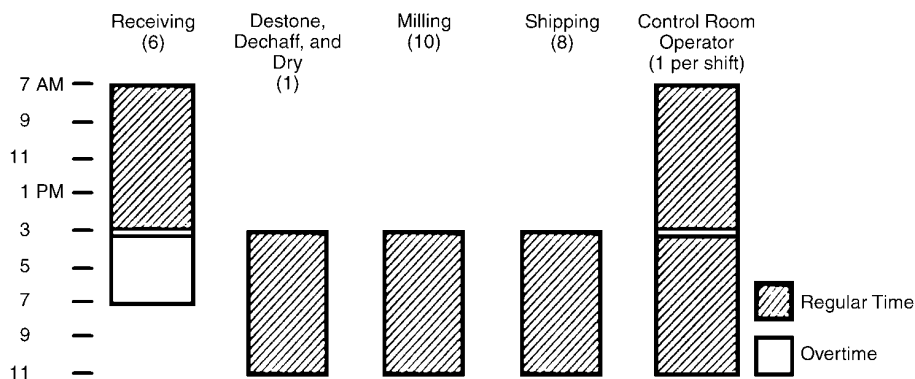 Receiving
(6)
Destone,
Dechaff, and
Dry
(1)
Milling
(10)
Shipping
(8)
Control Room
Operator
(1 per shift)
7 AM
9
11
1 PM
3
5
7
9
11
Regular Time
Overtime